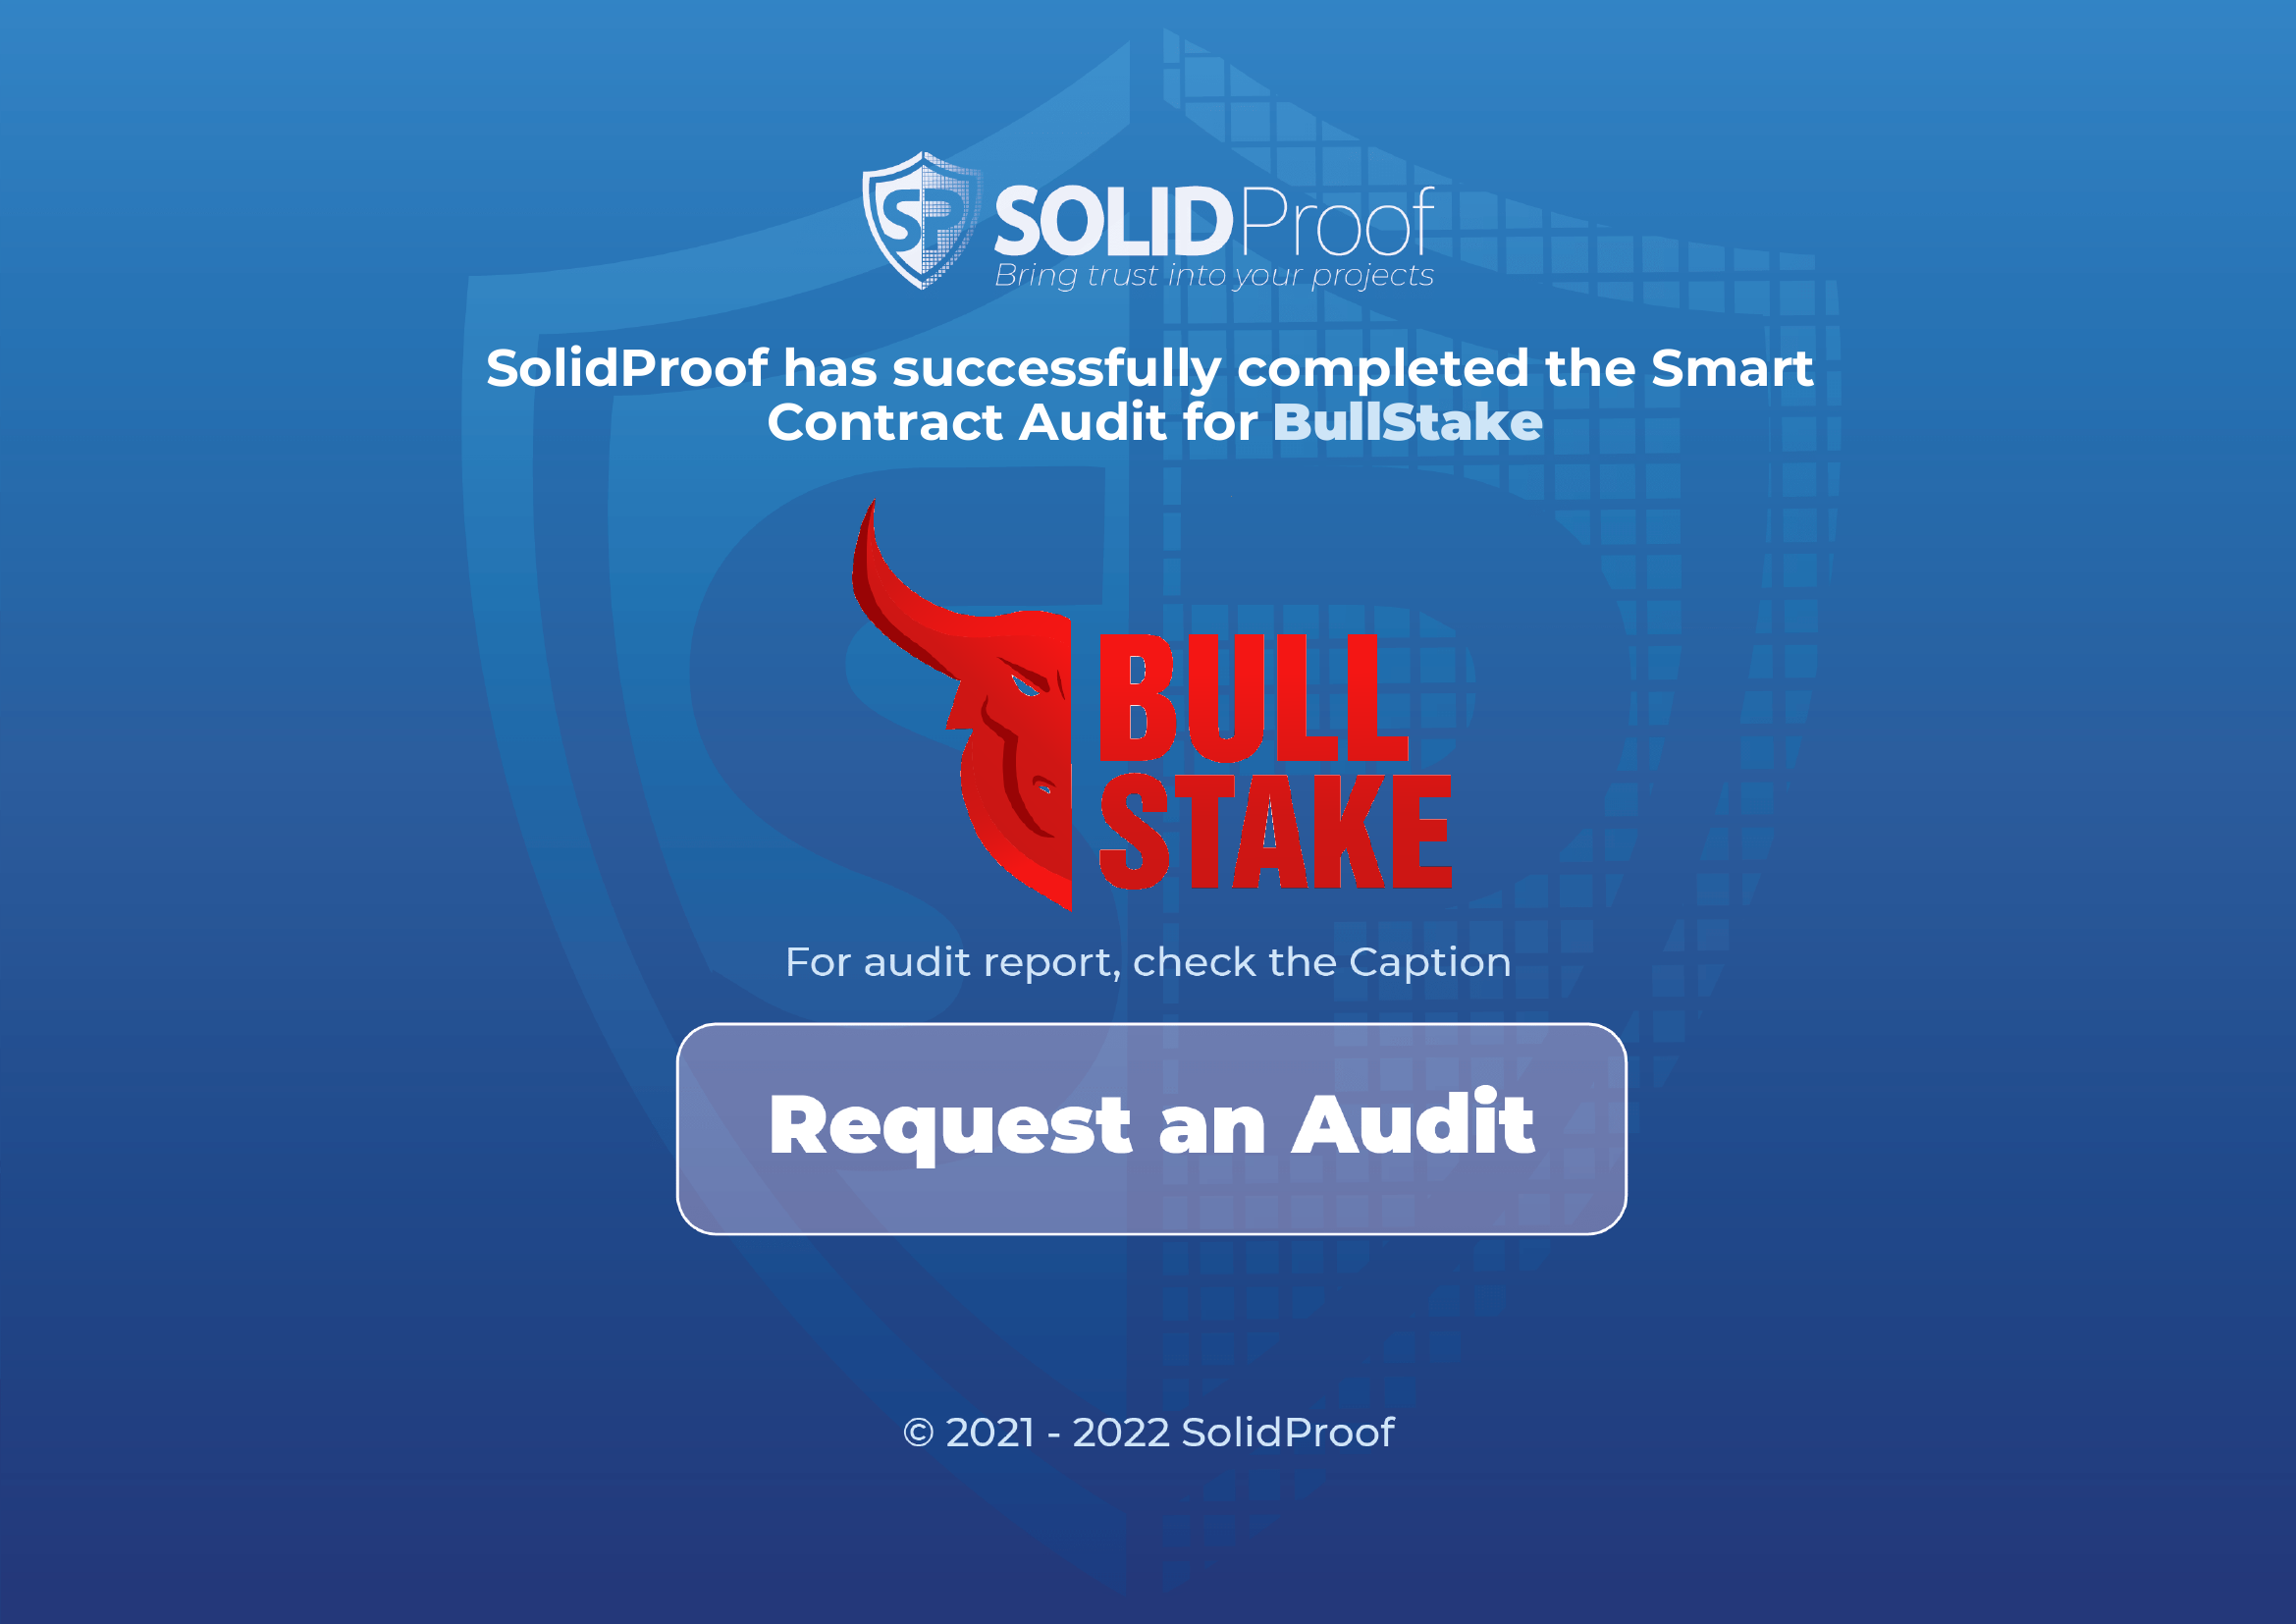 SP SOLIDProof
Bring trust into your projects
SolidProof has successfully completed the Smart
Contract Audit for BullStake
BULL
STAKE
For audit report, check the Caption
Request an Audit
© 2021 - 2022 SolidProof